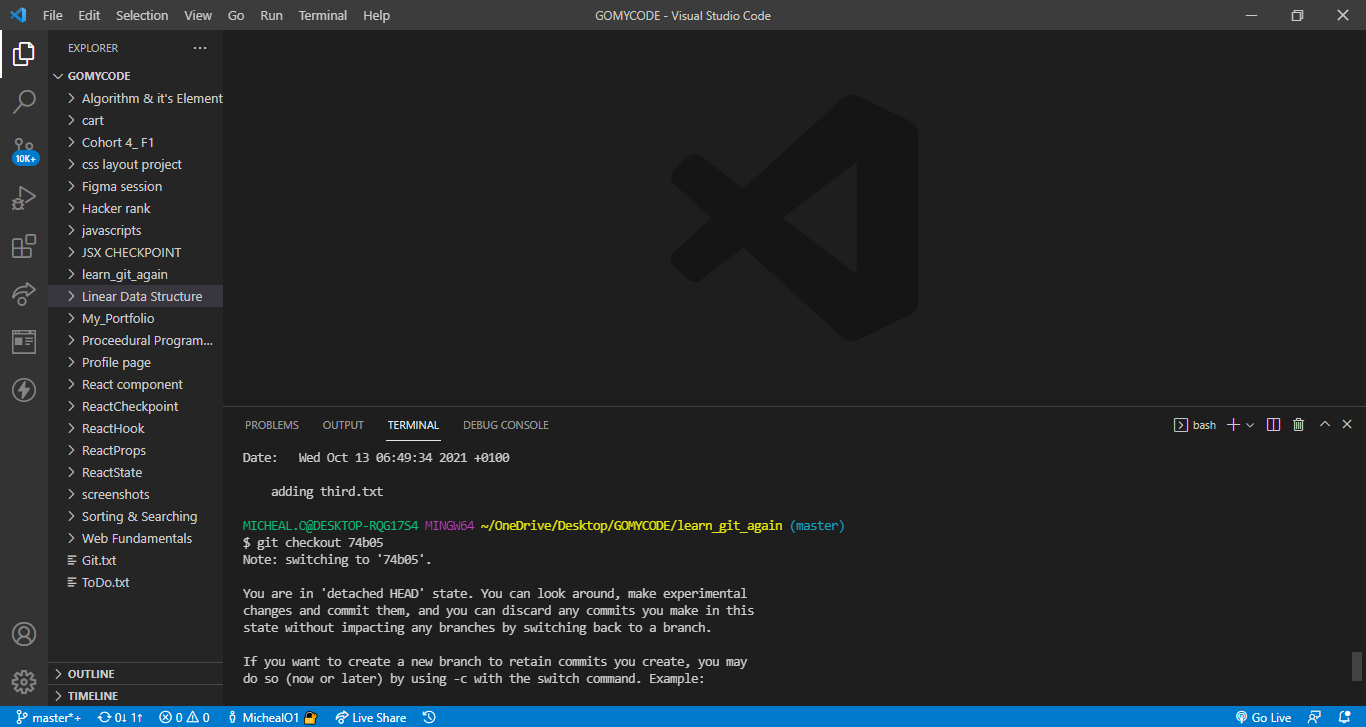 File Edit Selection View Go Run Terminal Help
GOMYCODE - Visual Studio Code
EXPLORER
GOMYCODE
Algorithm & it's Element
cart
Cohort 4_ F1
css layout project
Figma session
Hacker rank
javascripts
JSX CHECKPOINT
learn_git_again
Linear Data Structure
My_Portfolio
Proceedural Program...
Profile page
React component
ReactCheckpoint
ReactHook
ReactProps
ReactState
screenshots
Sorting & Searching
Web Fundamentals
Git.txt
ToDo.txt
OUTLINE
TIMELINE
10K+
PROBLEMS OUTPUT TERMINAL DEBUG CONSOLE
bash
Date:   Wed Oct 13 06:49:34 2021 +0100
adding third.txt
MICHEAL.O@DESKTOP-RQG17S4 MINGW64 ~/OneDrive/Desktop/GOMYCODE/learn_git_again (master)
$ git checkout 74b05
Note: switching to '74b05'.
You are in 'detached HEAD' state. You can look around, make experimental
changes and commit them, and you can discard any commits you make in this
state without impacting any branches by switching back to a branch.
If you want to create a new branch to retain commits you create, you may
do so (now or later) by using -c with the switch command. Example:
master*+ 0↓ 1↑ 0 0 MichealO1 Live Share Go Live